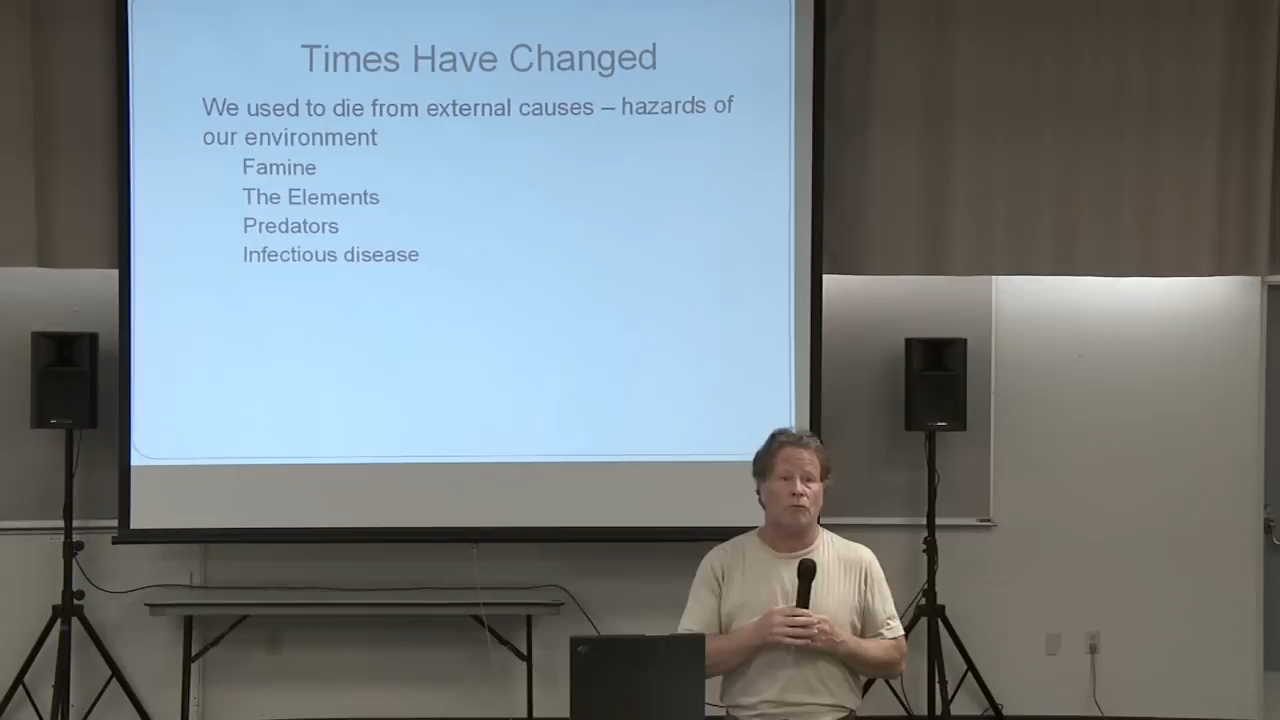 Times Have Changed
We used to die from external causes – hazards of
our environment
Famine
The Elements
Predators
Infectious disease